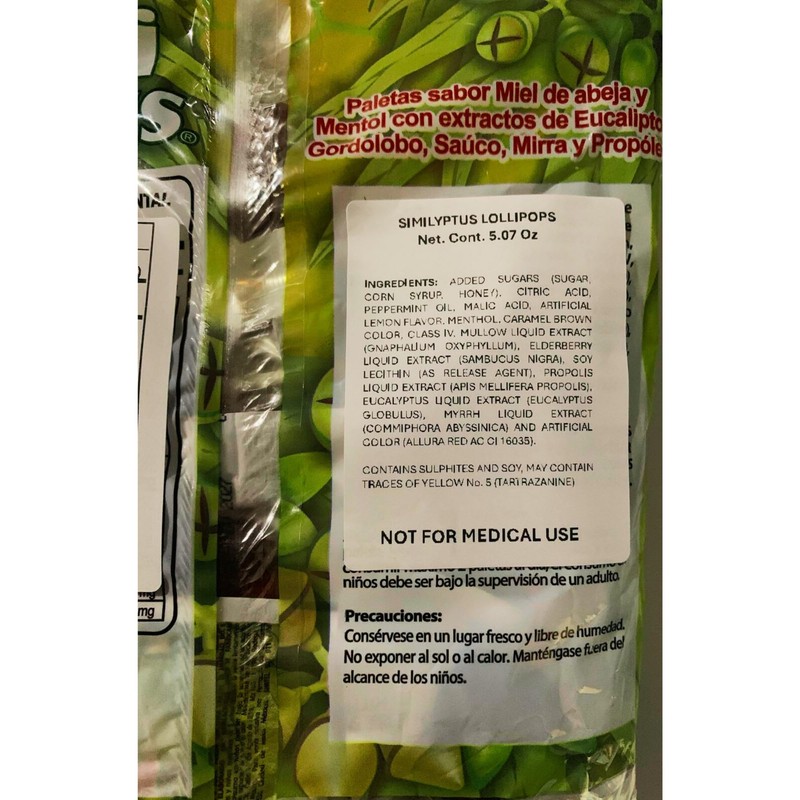 S®
NTAL
mg
mg
Paletas sabor Miel de abeja y
Mentol con extractos de Eucalipto
Gordolobo, Saúco, Mirra y Propóle
SIMILYPTUS LOLLIPOPS
Net. Cont. 5.07 Oz
INGREDIENTS: ADDED SUGARS (SUGAR,
CORN SYRUP, HONEY), CITRIC ACID,
PEPPERMINT OIL, MALIC ACID, ARTIFICIAL
LEMON FLAVOR, MENTHOL, CARAMEL BROWN
COLOR, CLASS IV, MULLOW LIQUID EXTRACT
(GNAPHALIUM OXYPHYLLUM), ELDERBERRY
LIQUID EXTRACT (SAMBUCUS NIGRA), SOY
LECITHIN (AS RELEASE AGENT), PROPOLIS
LIQUID EXTRACT (APIS MELLIFERA PROPOLIS),
EUCALYPTUS LIQUID EXTRACT (EUCALYPTUS
GLOBULUS), MYRRH LIQUID EXTRACT
(COMMIPHORA ABYSSINICA) AND ARTIFICIAL
COLOR (ALLURA RED AC CI 16035).
CONTAINS SULPHITES AND SOY, MAY CONTAIN
TRACES OF YELLOW No. 5 (TARTRAZANINE)
NOT FOR MEDICAL USE
niños debe ser bajo la supervisión de un adulto.
Precauciones:
Consérvese en un lugar fresco y libre de humedad.
No exponer al sol o al calor. Manténgase fuera del
alcance de los niños.